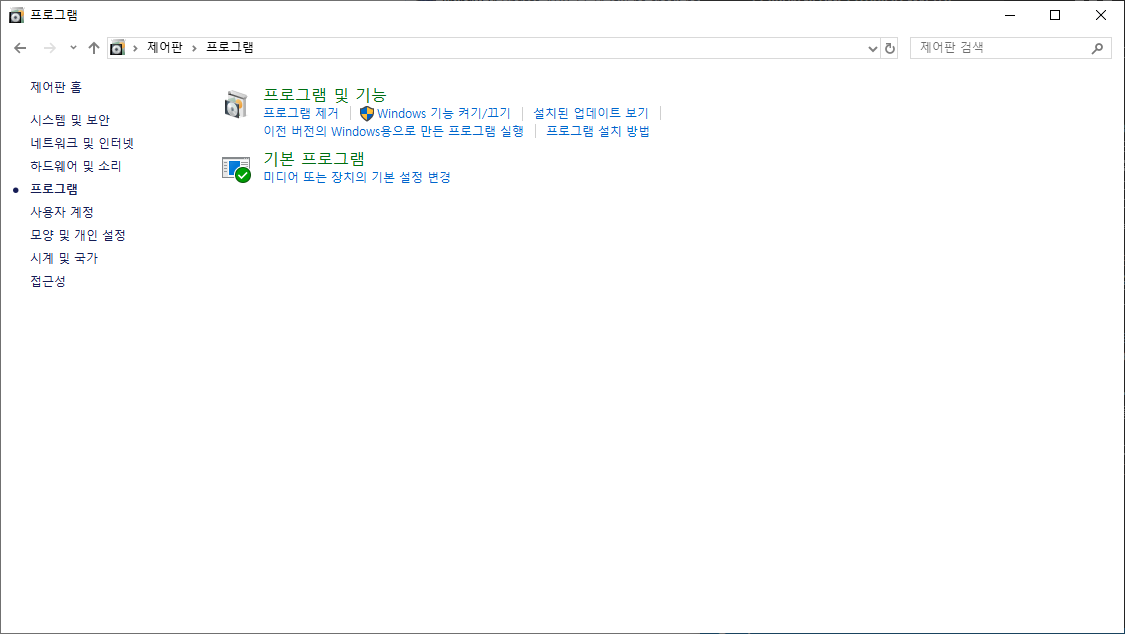 프로그램
제어판 › 프로그램
제어판 검색
제어판 홈
시스템 및 보안
네트워크 및 인터넷
하드웨어 및 소리
프로그램
사용자 계정
모양 및 개인 설정
시계 및 국가
접근성
프로그램 및 기능
프로그램 제거 | Windows 기능 켜기/끄기 | 설치된 업데이트 보기 |
이전 버전의 Windows용으로 만든 프로그램 실행 | 프로그램 설치 방법
기본 프로그램
미디어 또는 장치의 기본 설정 변경